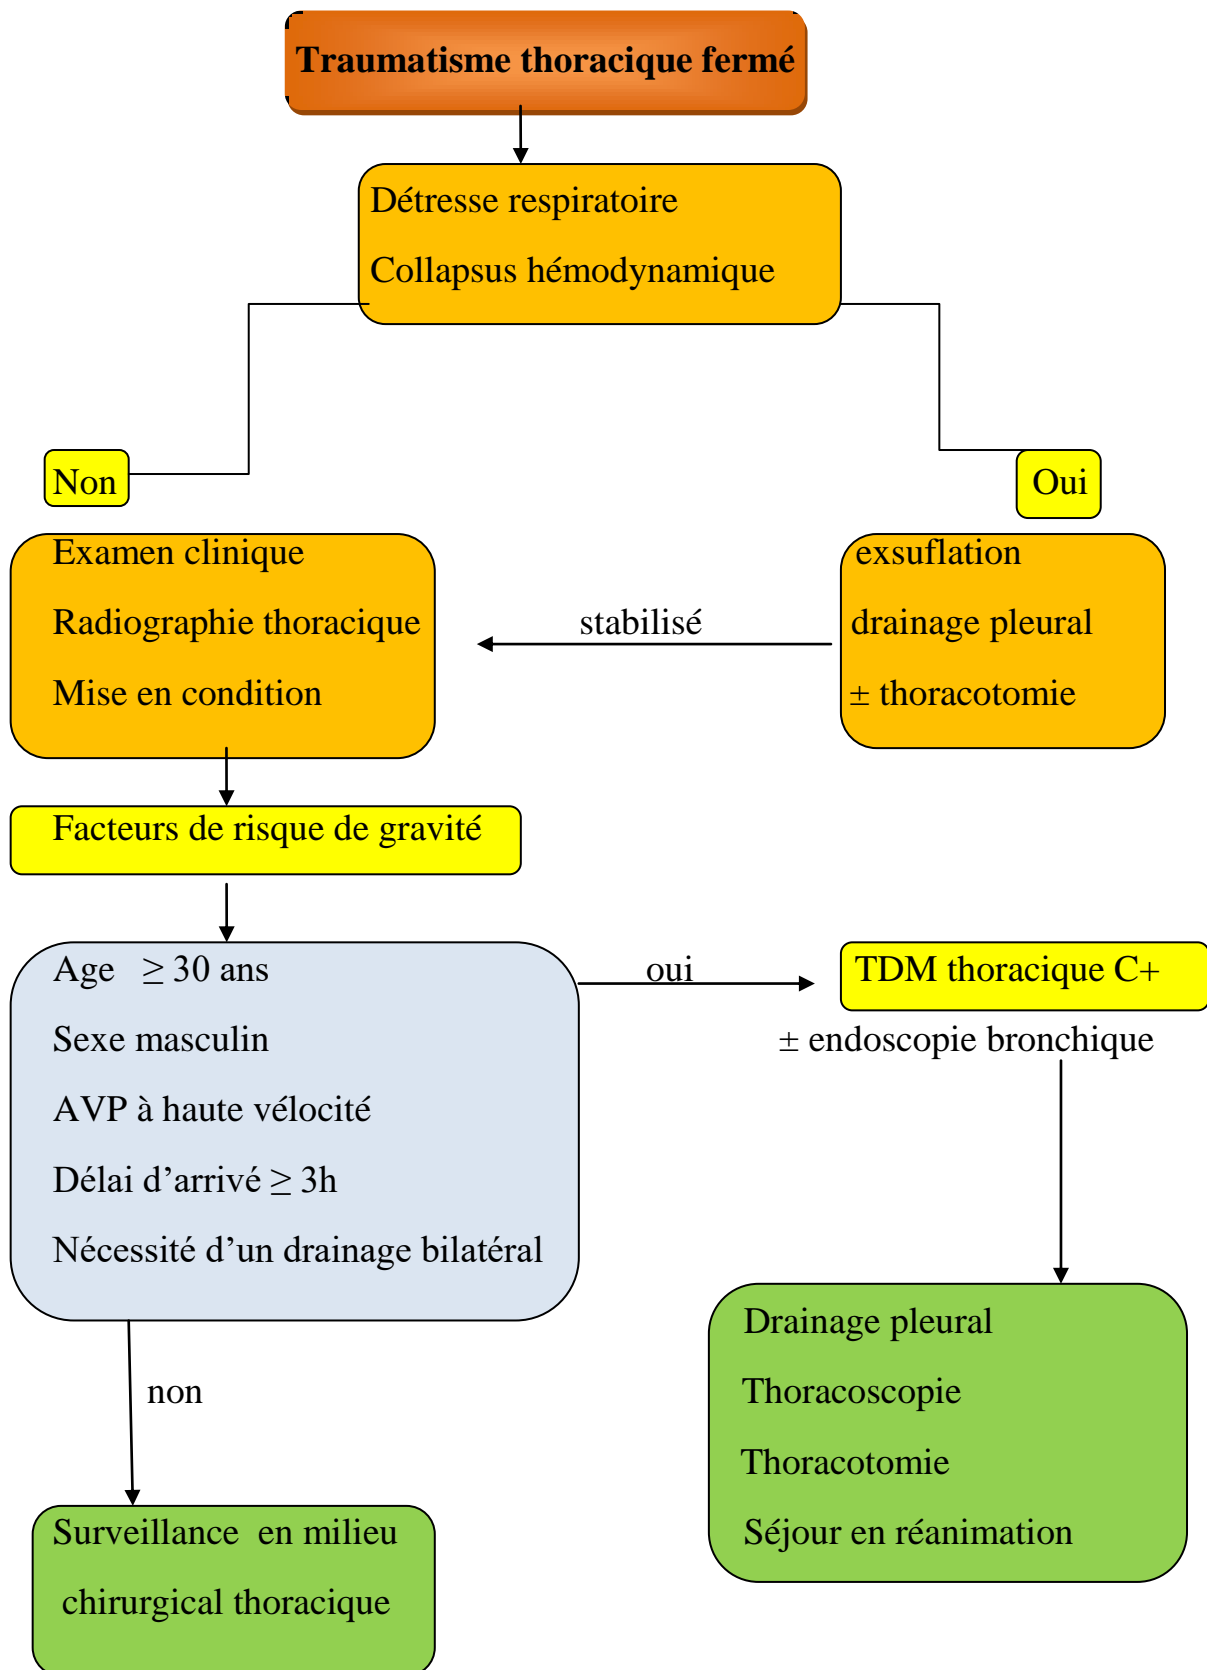 Traumatisme thoracique fermé
Détresse respiratoire
Collapsus hémodynamique
Non
Oui
Examen clinique
Radiographie thoracique
Mise en condition
stabilisé
exsuflation
drainage pleural
± thoracotomie
Facteurs de risque de gravité
Age ≥ 30 ans
Sexe masculin
AVP à haute vélocité
Délai d’arrivé ≥ 3h
Nécessité d’un drainage bilatéral
oui
TDM thoracique C+
± endoscopie bronchique
non
Drainage pleural
Thoracoscopie
Thoracotomie
Séjour en réanimation
Surveillance en milieu
chirurgical thoracique